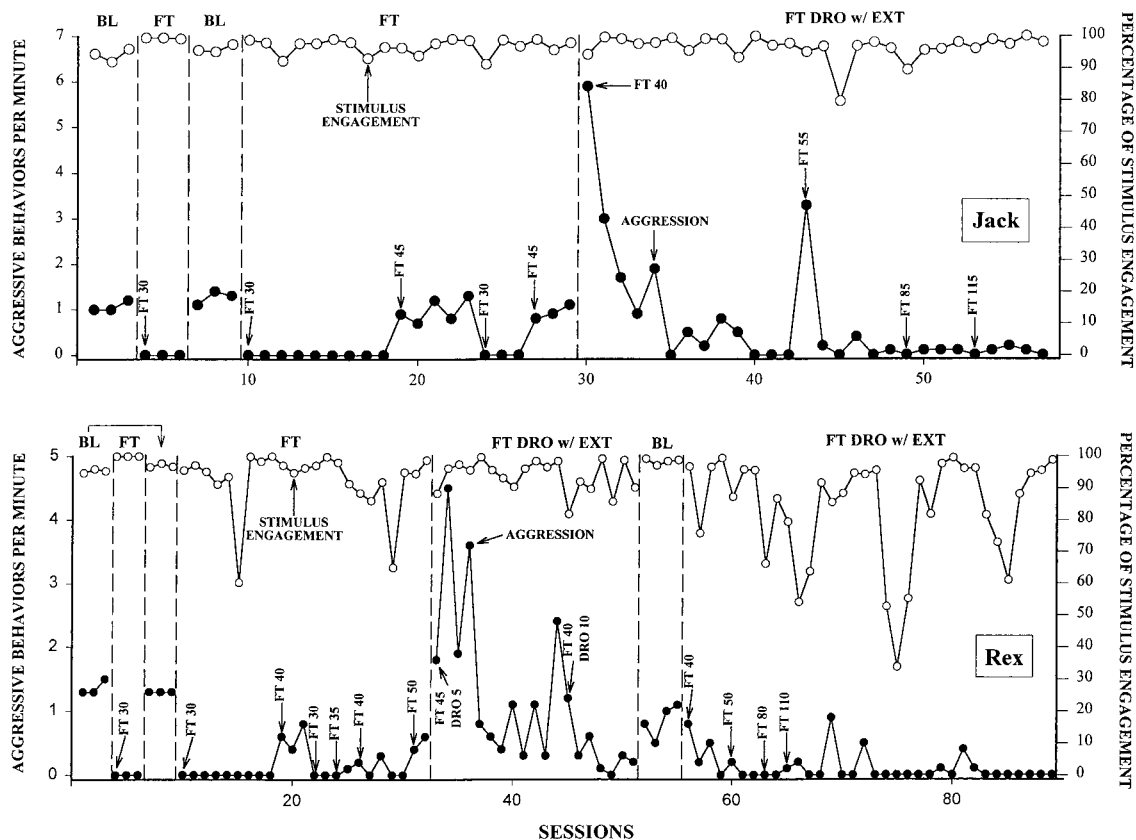 BL FT BL FT FT DRO w/ EXT
AGGRESSIVE BEHAVIORS PER MINUTE
7
6
5
4
3
2
1
0
FT 30
FT 30
STIMULUS
ENGAGEMENT
FT 45
FT 30
FT 45
FT 40
AGGRESSION
FT 55
FT 85
FT 115
Jack
100
90
80
70
60
50
40
30
20
10
0
PERCENTAGE OF STIMULUS ENGAGEMENT
10 20 30 40 50
BL FT FT FT DRO w/ EXT BL FT DRO w/ EXT
AGGRESSIVE BEHAVIORS PER MINUTE
5
4
3
2
1
0
FT 30
FT 30
STIMULUS
ENGAGEMENT
FT 40
FT 30
FT 35
FT 40
FT 50
FT 45
DRO 5
AGGRESSION
FT 40
DRO 10
FT 40
FT 50
FT 80
FT 110
Rex
100
90
80
70
60
50
40
30
20
10
0
PERCENTAGE OF STIMULUS ENGAGEMENT
20 40 60 80
SESSIONS